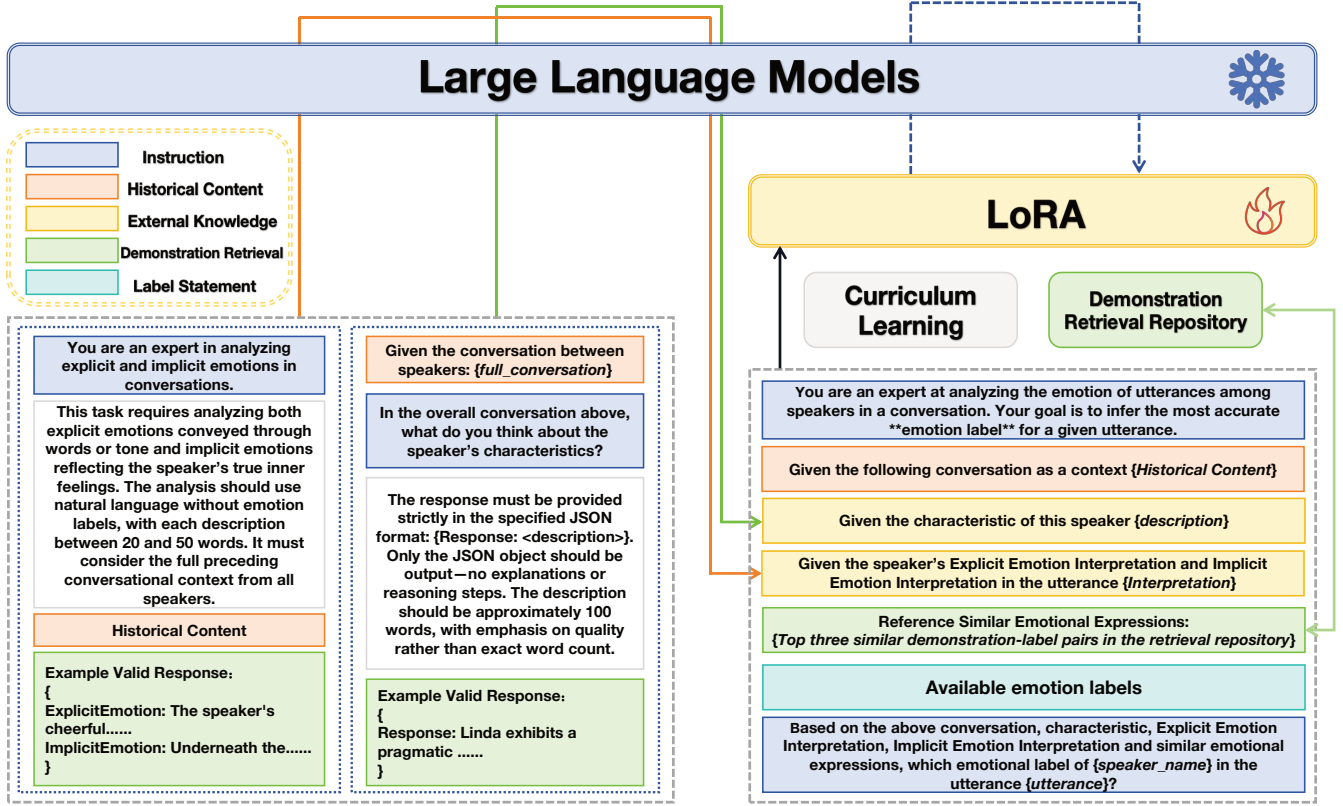 Large Language Models
Instruction
Historical Content
External Knowledge
Demonstration Retrieval
Label Statement
LoRA
Curriculum
Learning
Demonstration
Retrieval Repository
You are an expert in analyzing
explicit and implicit emotions in
conversations.
This task requires analyzing both
explicit emotions conveyed through
words or tone and implicit emotions
reflecting the speaker's true inner
feelings. The analysis should use
natural language without emotion
labels, with each description
between 20 and 50 words. It must
consider the full preceding
conversational context from all
speakers.
Historical Content
Example Valid Response:
{
ExplicitEmotion: The speaker's
cheerful......
ImplicitEmotion: Underneath the......
}
Given the conversation between
speakers: {full_conversation}
In the overall conversation above,
what do you think about the
speaker's characteristics?
The response must be provided
strictly in the specified JSON
format: {Response: <description>}.
Only the JSON object should be
output—no explanations or
reasoning steps. The description
should be approximately 100
words, with emphasis on quality
rather than exact word count.
Example Valid Response:
{
Response: Linda exhibits a
pragmatic ......
}
You are an expert at analyzing the emotion of utterances among
speakers in a conversation. Your goal is to infer the most accurate
**emotion label** for a given utterance.
Given the following conversation as a context {Historical Content}
Given the characteristic of this speaker {description}
Given the speaker's Explicit Emotion Interpretation and Implicit
Emotion Interpretation in the utterance {Interpretation}
Reference Similar Emotional Expressions:
{Top three similar demonstration-label pairs in the retrieval repository}
Available emotion labels
Based on the above conversation, characteristic, Explicit Emotion
Interpretation, Implicit Emotion Interpretation and similar emotional
expressions, which emotional label of {speaker_name} in the
utterance {utterance}?